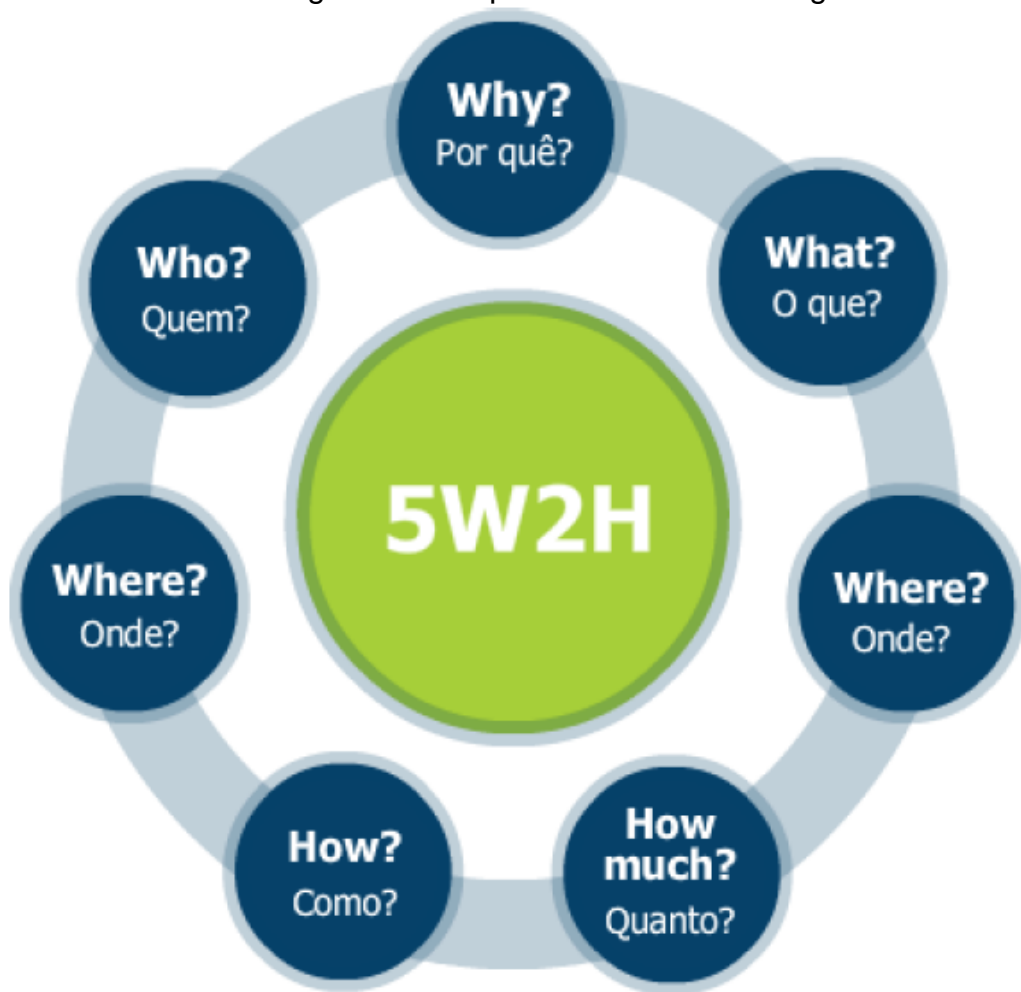 Why?
Por quê?
What?
O que?
Who?
Quem?
5W2H
Where?
Onde?
Where?
Onde?
How
much?
Quanto?
How?
Como?